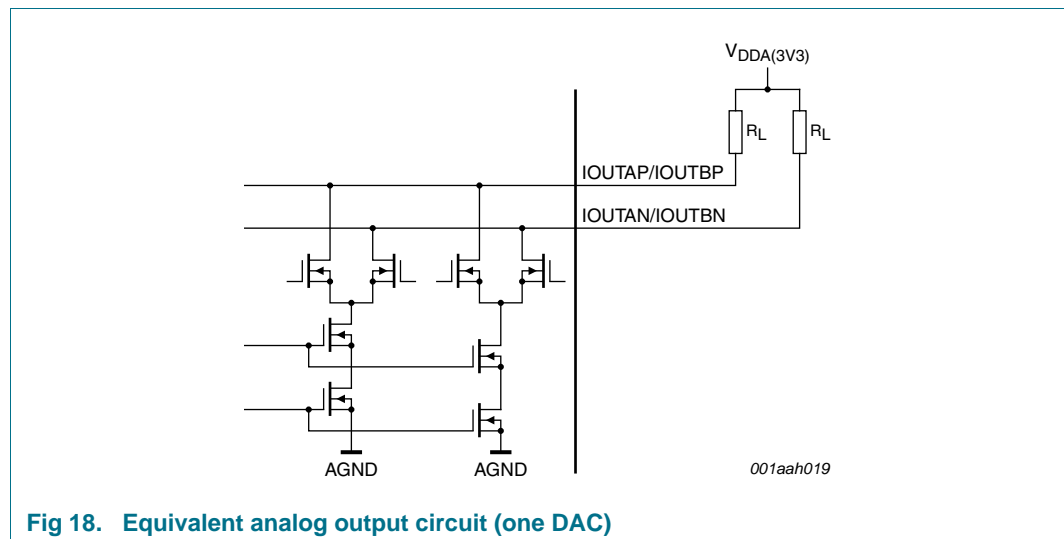 VDDA(3V3)
RL RL
IOUTAP/IOUTBP
IOUTAN/IOUTBN
AGND AGND 001aah019
Fig 18. Equivalent analog output circuit (one DAC)